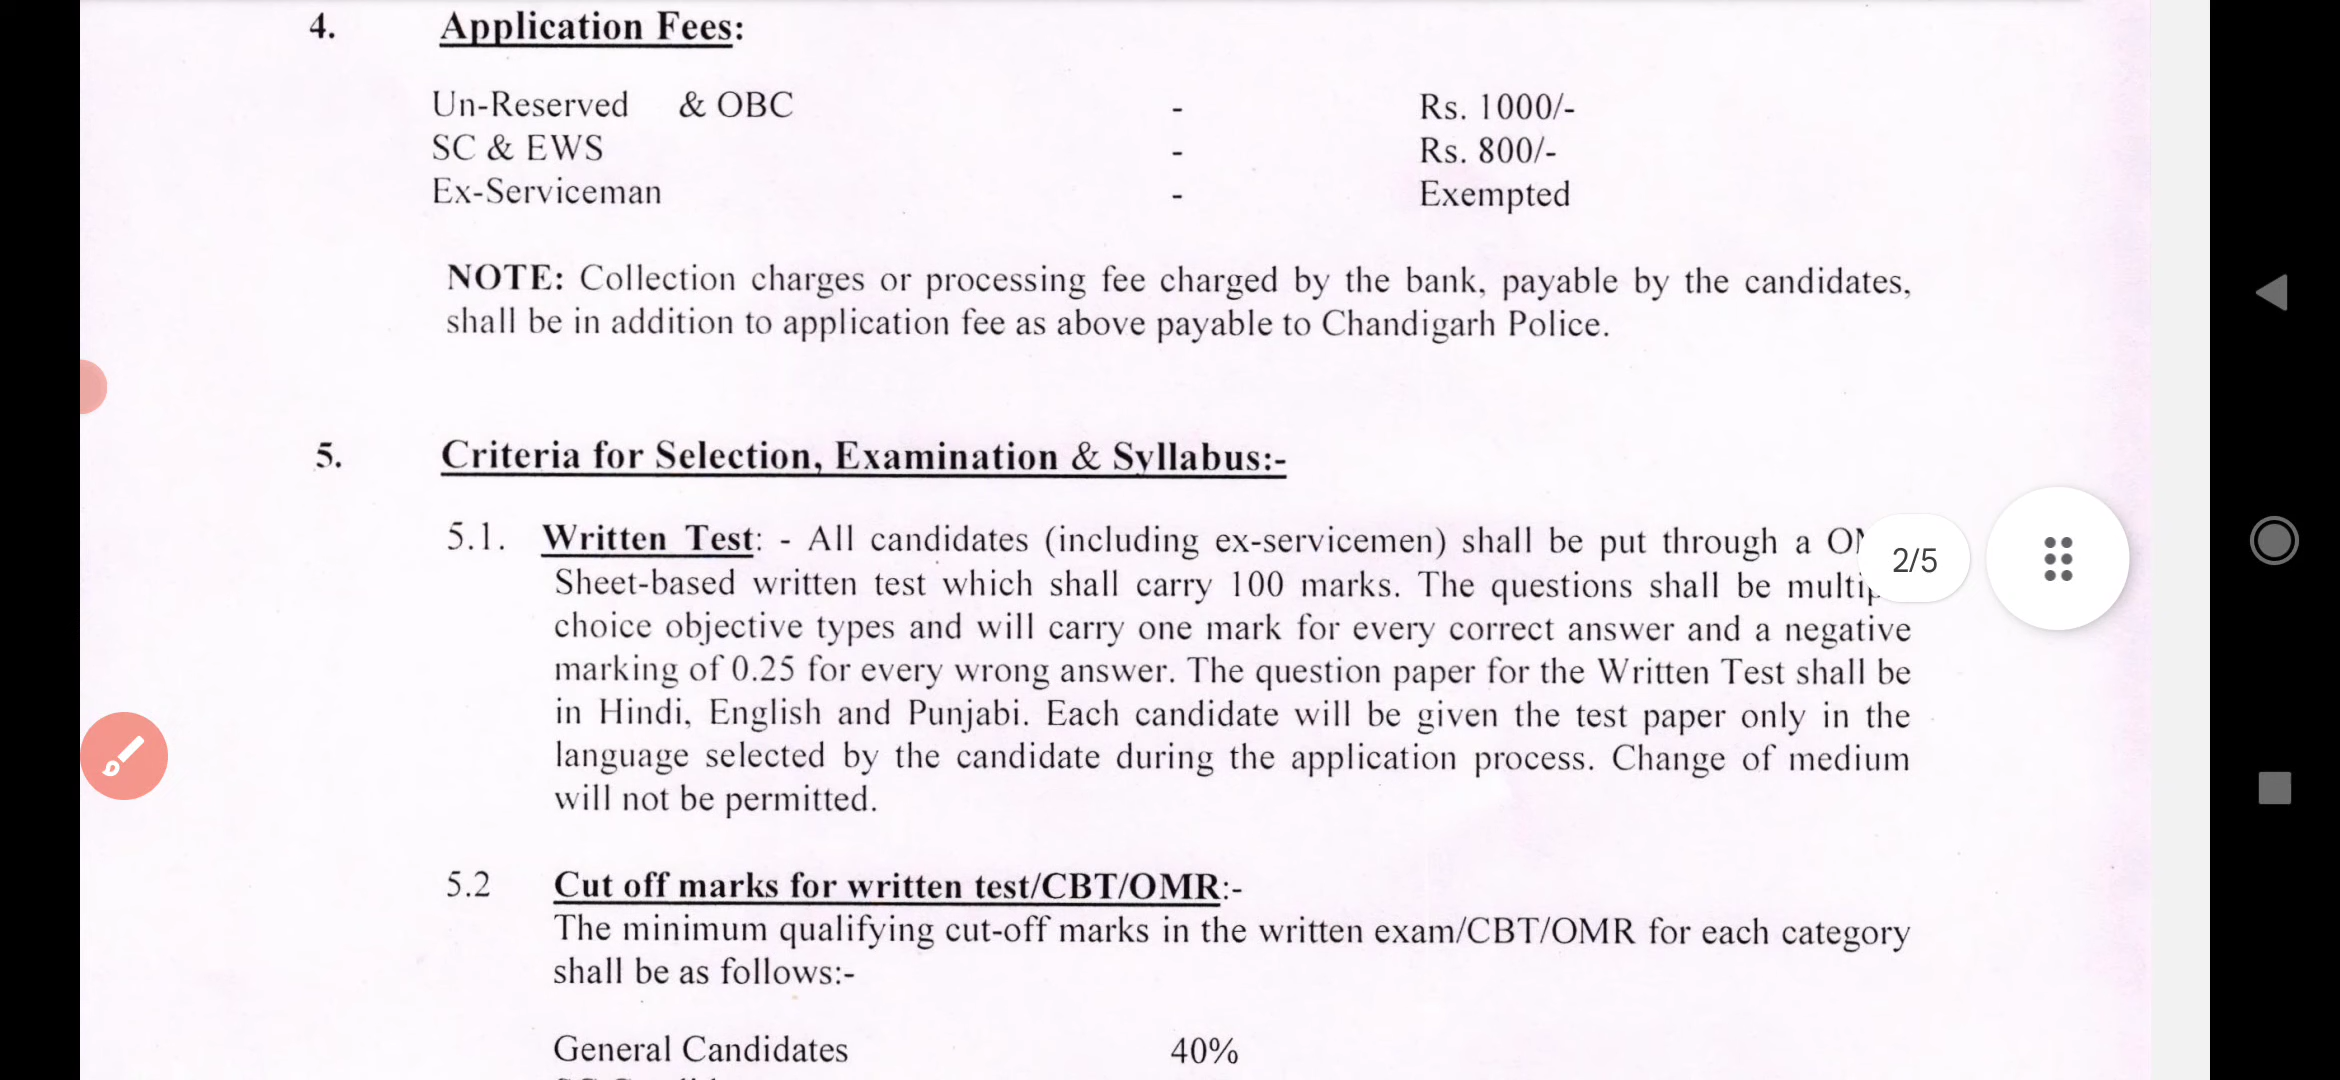 4. Application Fees:
Un-Reserved & OBC - Rs. 1000/-
SC & EWS - Rs. 800/-
Ex-Serviceman - Exempted
NOTE: Collection charges or processing fee charged by the bank, payable by the candidates,
shall be in addition to application fee as above payable to Chandigarh Police.
5. Criteria for Selection, Examination & Syllabus:-
5.1. Written Test: - All candidates (including ex-servicemen) shall be put through a
Sheet-based written test which shall carry 100 marks. The questions shall be
choice objective types and will carry one mark for every correct answer and a negative
marking of 0.25 for every wrong answer. The question paper for the Written Test shall be
in Hindi, English and Punjabi. Each candidate will be given the test paper only in the
language selected by the candidate during the application process. Change of medium
will not be permitted.
2/5
5.2 Cut off marks for written test/CBT/OMR:-
The minimum qualifying cut-off marks in the written exam/CBT/OMR for each category
shall be as follows:-
General Candidates 40%